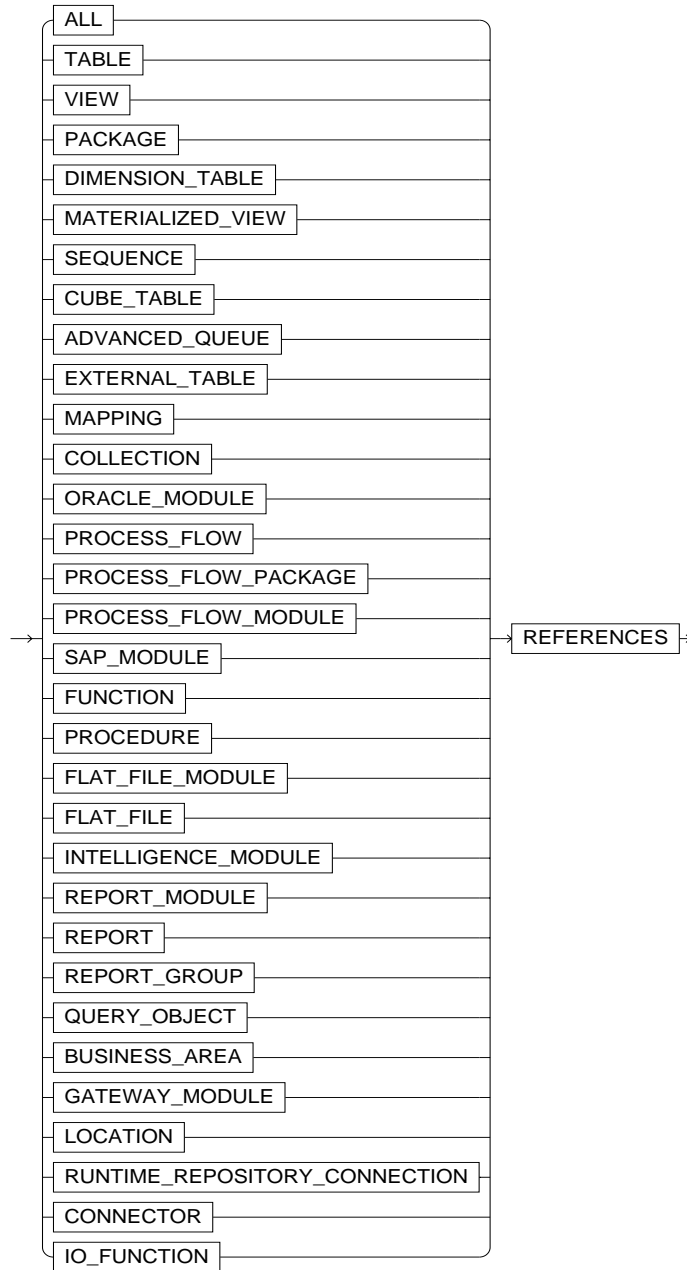 ALL
TABLE
VIEW
PACKAGE
DIMENSION_TABLE
MATERIALIZED_VIEW
SEQUENCE
CUBE_TABLE
ADVANCED_QUEUE
EXTERNAL_TABLE
MAPPING
COLLECTION
ORACLE_MODULE
PROCESS_FLOW
PROCESS_FLOW_PACKAGE
PROCESS_FLOW_MODULE
REFERENCES
SAP_MODULE
FUNCTION
PROCEDURE
FLAT_FILE_MODULE
FLAT_FILE
INTELLIGENCE_MODULE
REPORT_MODULE
REPORT
REPORT_GROUP
QUERY_OBJECT
BUSINESS_AREA
GATEWAY_MODULE
LOCATION
RUNTIME_REPOSITORY_CONNECTION
CONNECTOR
IO_FUNCTION